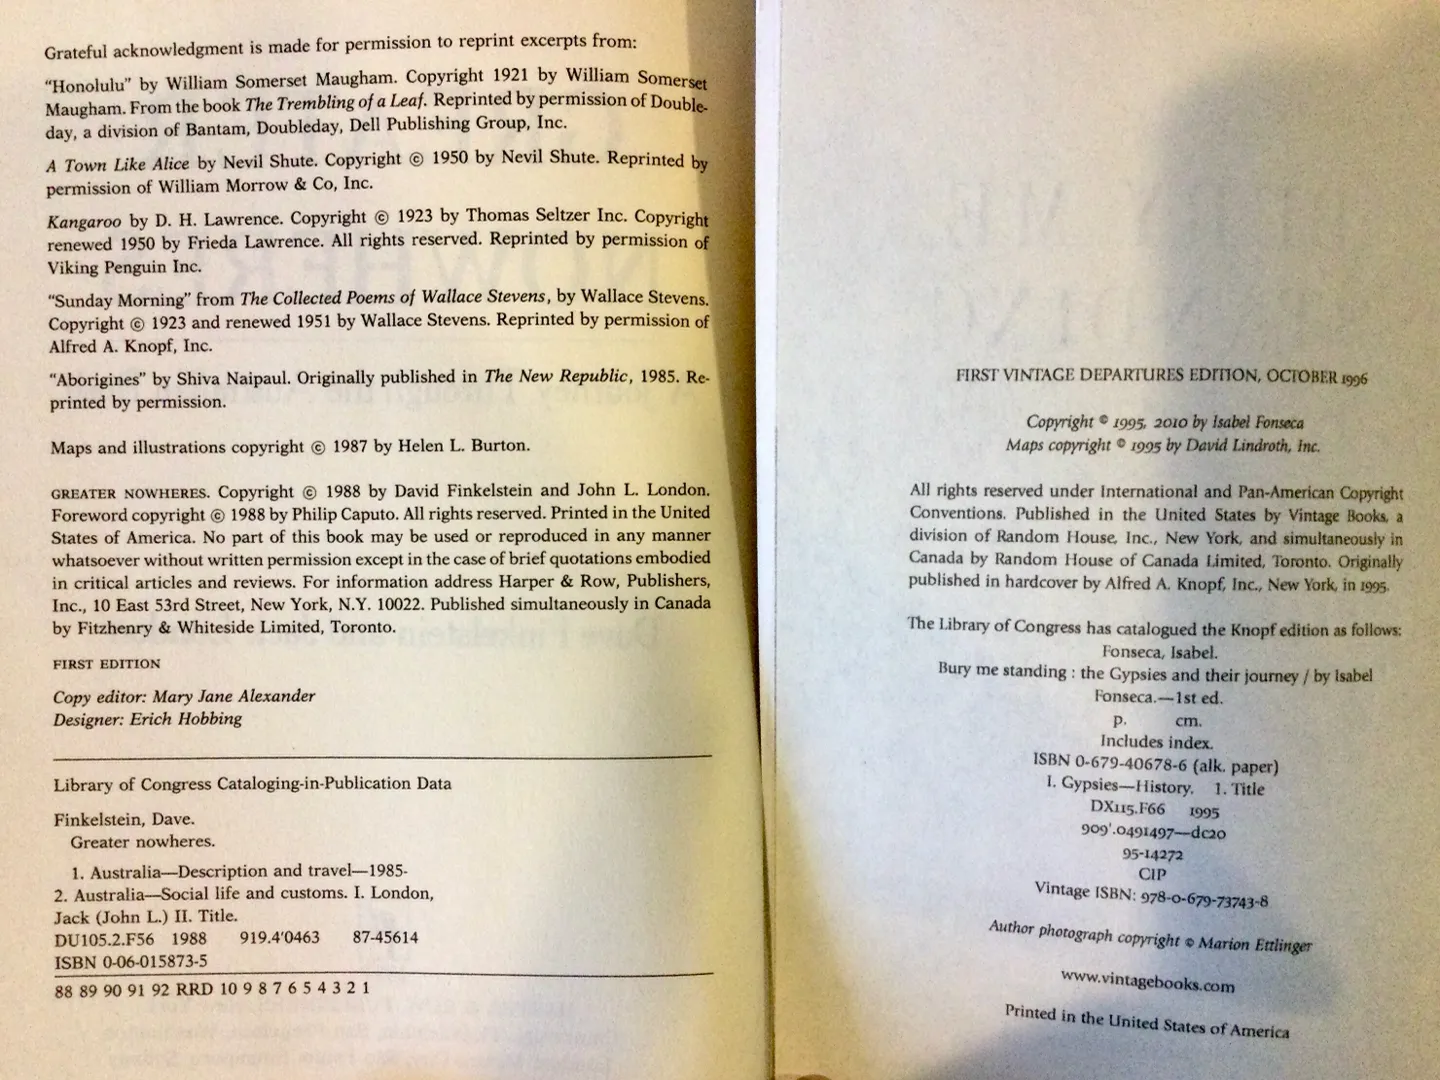 Grateful acknowledgment is made for permission to reprint excerpts from:
“Honolulu” by William Somerset Maugham. Copyright 1921 by William Somerset
Maugham. From the book The Trembling of a Leaf. Reprinted by permission of Double-
day, a division of Bantam, Doubleday, Dell Publishing Group, Inc.
A Town Like Alice by Nevil Shute. Copyright © 1950 by Nevil Shute. Reprinted by
permission of William Morrow & Co, Inc.
Kangaroo by D. H. Lawrence. Copyright © 1923 by Thomas Seltzer Inc. Copyright
renewed 1950 by Frieda Lawrence. All rights reserved. Reprinted by permission of
Viking Penguin Inc.
“Sunday Morning” from The Collected Poems of Wallace Stevens, by Wallace Stevens.
Copyright © 1923 and renewed 1951 by Wallace Stevens. Reprinted by permission of
Alfred A. Knopf, Inc.
“Aborigines” by Shiva Naipaul. Originally published in The New Republic, 1985. Re-
printed by permission.
Maps and illustrations copyright © 1987 by Helen L. Burton.
GREATER NOWHERES. Copyright © 1988 by David Finkelstein and John L. London.
Foreword copyright © 1988 by Philip Caputo. All rights reserved. Printed in the United
States of America. No part of this book may be used or reproduced in any manner
whatsoever without written permission except in the case of brief quotations embodied
in critical articles and reviews. For information address Harper & Row, Publishers,
Inc., 10 East 53rd Street, New York, N.Y. 10022. Published simultaneously in Canada
by Fitzhenry & Whiteside Limited, Toronto.
FIRST EDITION
Copy editor: Mary Jane Alexander
Designer: Erich Hobbing
Library of Congress Cataloging-in-Publication Data
Finkelstein, Dave.
Greater nowheres.
1. Australia—Description and travel—1985-
2. Australia—Social life and customs. I. London,
Jack (John L.) II. Title.
DU105.2.F56 1988 919.4'0463 87-45614
ISBN 0-06-015873-5
88 89 90 91 92 RRD 10 9 8 7 6 5 4 3 2 1
FIRST VINTAGE DEPARTURES EDITION, OCTOBER 1996
Copyright © 1995, 2010 by Isabel Fonseca
Maps copyright © 1995 by David Lindroth, Inc.
All rights reserved under International and Pan-American Copyright
Conventions. Published in the United States by Vintage Books, a
division of Random House, Inc., New York, and simultaneously in
Canada by Random House of Canada Limited, Toronto. Originally
published in hardcover by Alfred A. Knopf, Inc., New York, in 1995.
The Library of Congress has catalogued the Knopf edition as follows:
Fonseca, Isabel.
Bury me standing : the Gypsies and their journey / by Isabel
Fonseca.—1st ed.
p. cm.
Includes index.
ISBN 0-679-40678-6 (alk. paper)
I. Gypsies—History. I. Title
DX115.F66 1995
909'.0491497—dc20
95-14272
CIP
Vintage ISBN: 978-0-679-73743-8
Author photograph copyright © Marion Ettlinger
www.vintagebooks.com
Printed in the United States of America